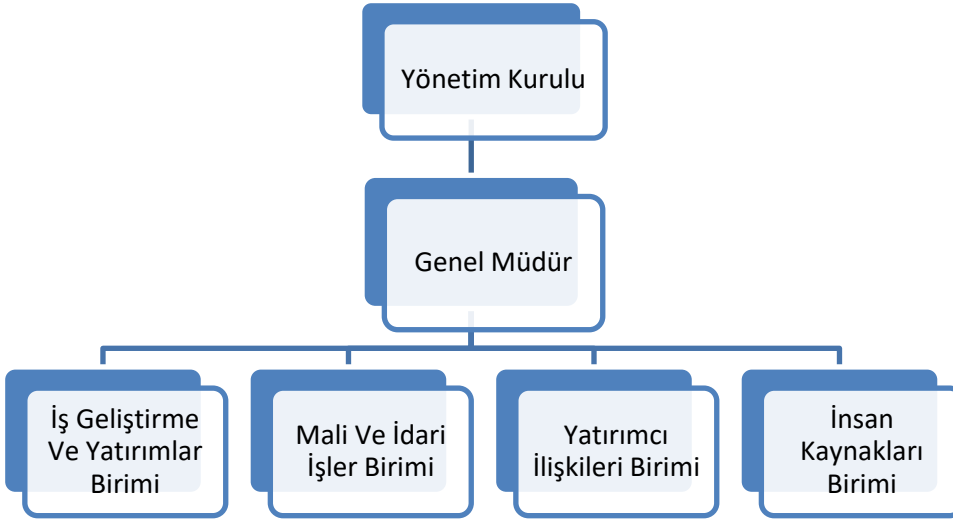 Yönetim Kurulu
Genel Müdür
İş Geliştirme
Ve Yatırımlar
Birimi
Mali Ve İdari
İşler Birimi
Yatırımcı
İlişkileri Birimi
İnsan
Kaynakları
Birimi